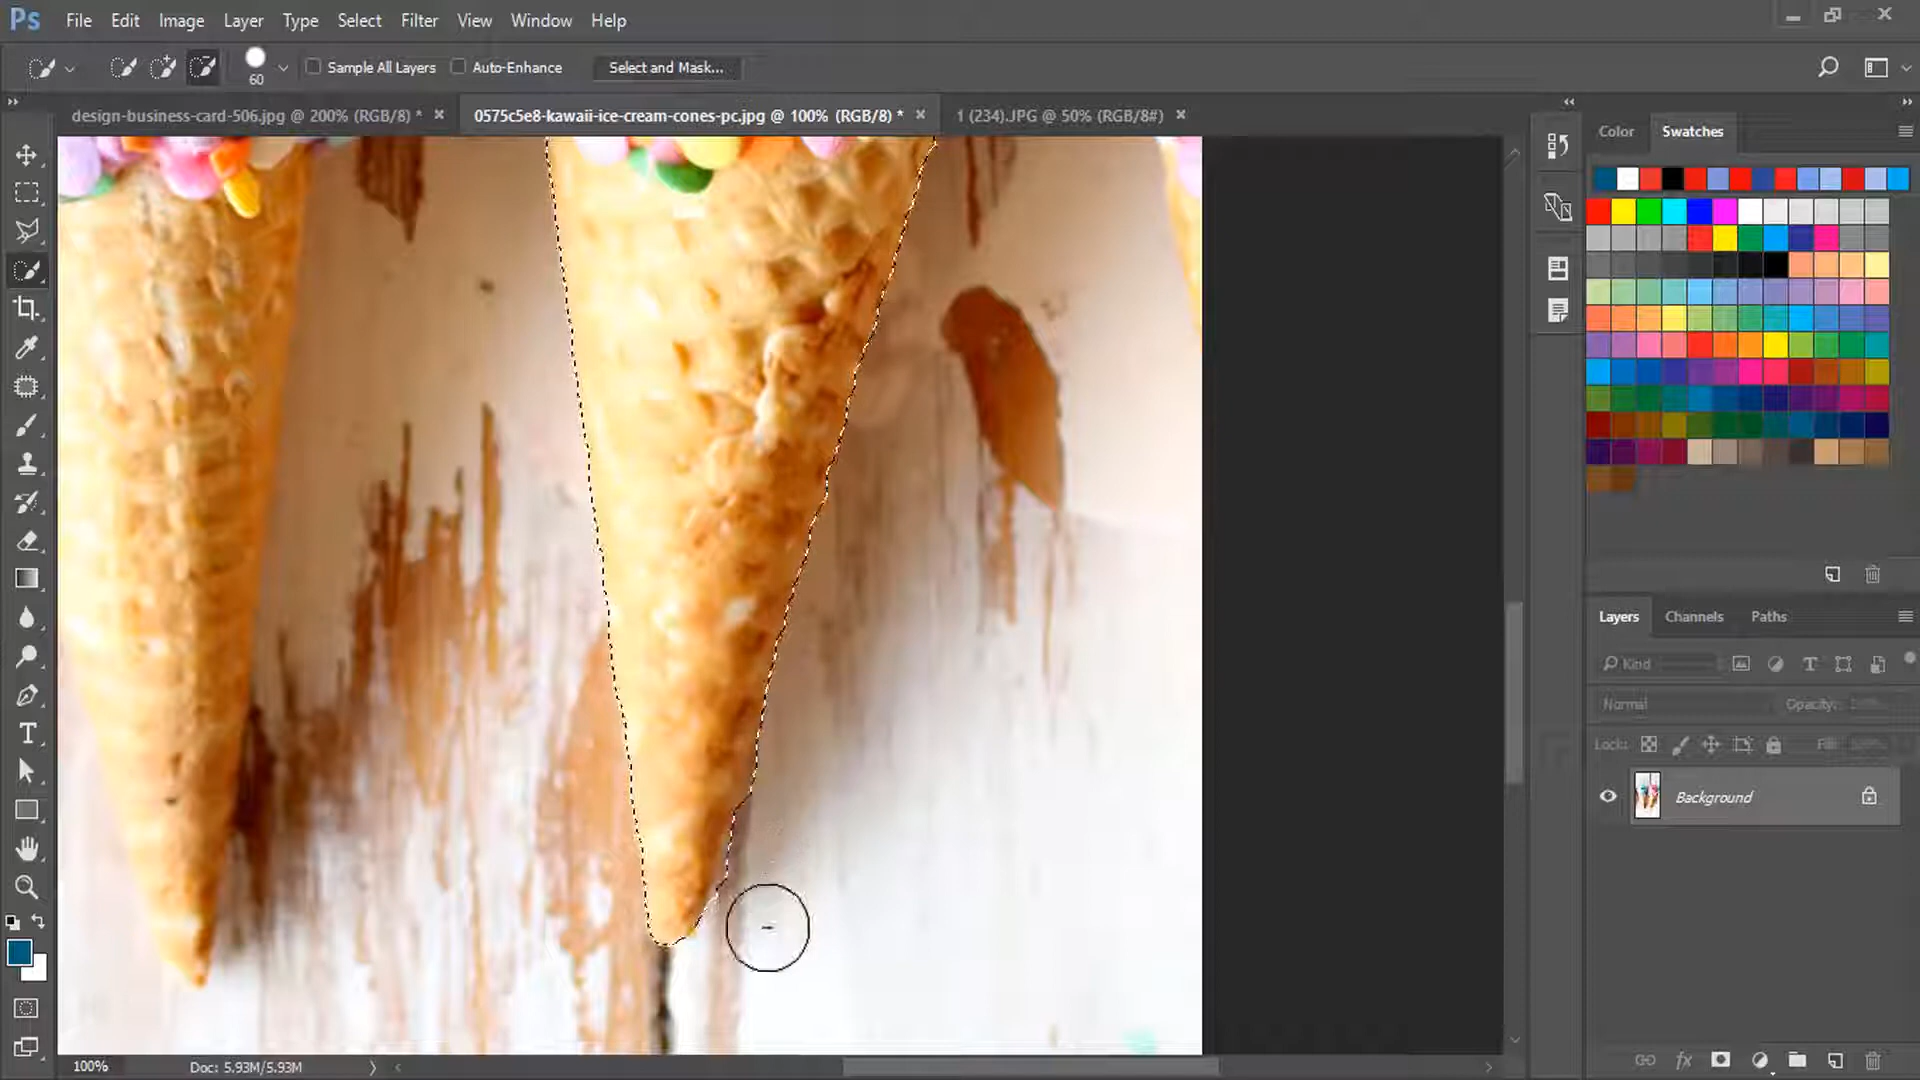 Ps File Edit Image Layer Type Select Filter View Window Help
60 Sample All Layers Auto-Enhance Select and Mask...
design-business-card-506.jpg @ 200% (RGB/8) * 0575c5e8-kawaii-ice-cream-cones-pc.jpg @ 100% (RGB/8) * 1 (234).JPG @ 50% (RGB/8#)
Color Swatches
Layers Channels Paths
Kind
Normal Opacity:
Lock: Fill:
Background
fx
100% Doc: 5.93M/5.93M